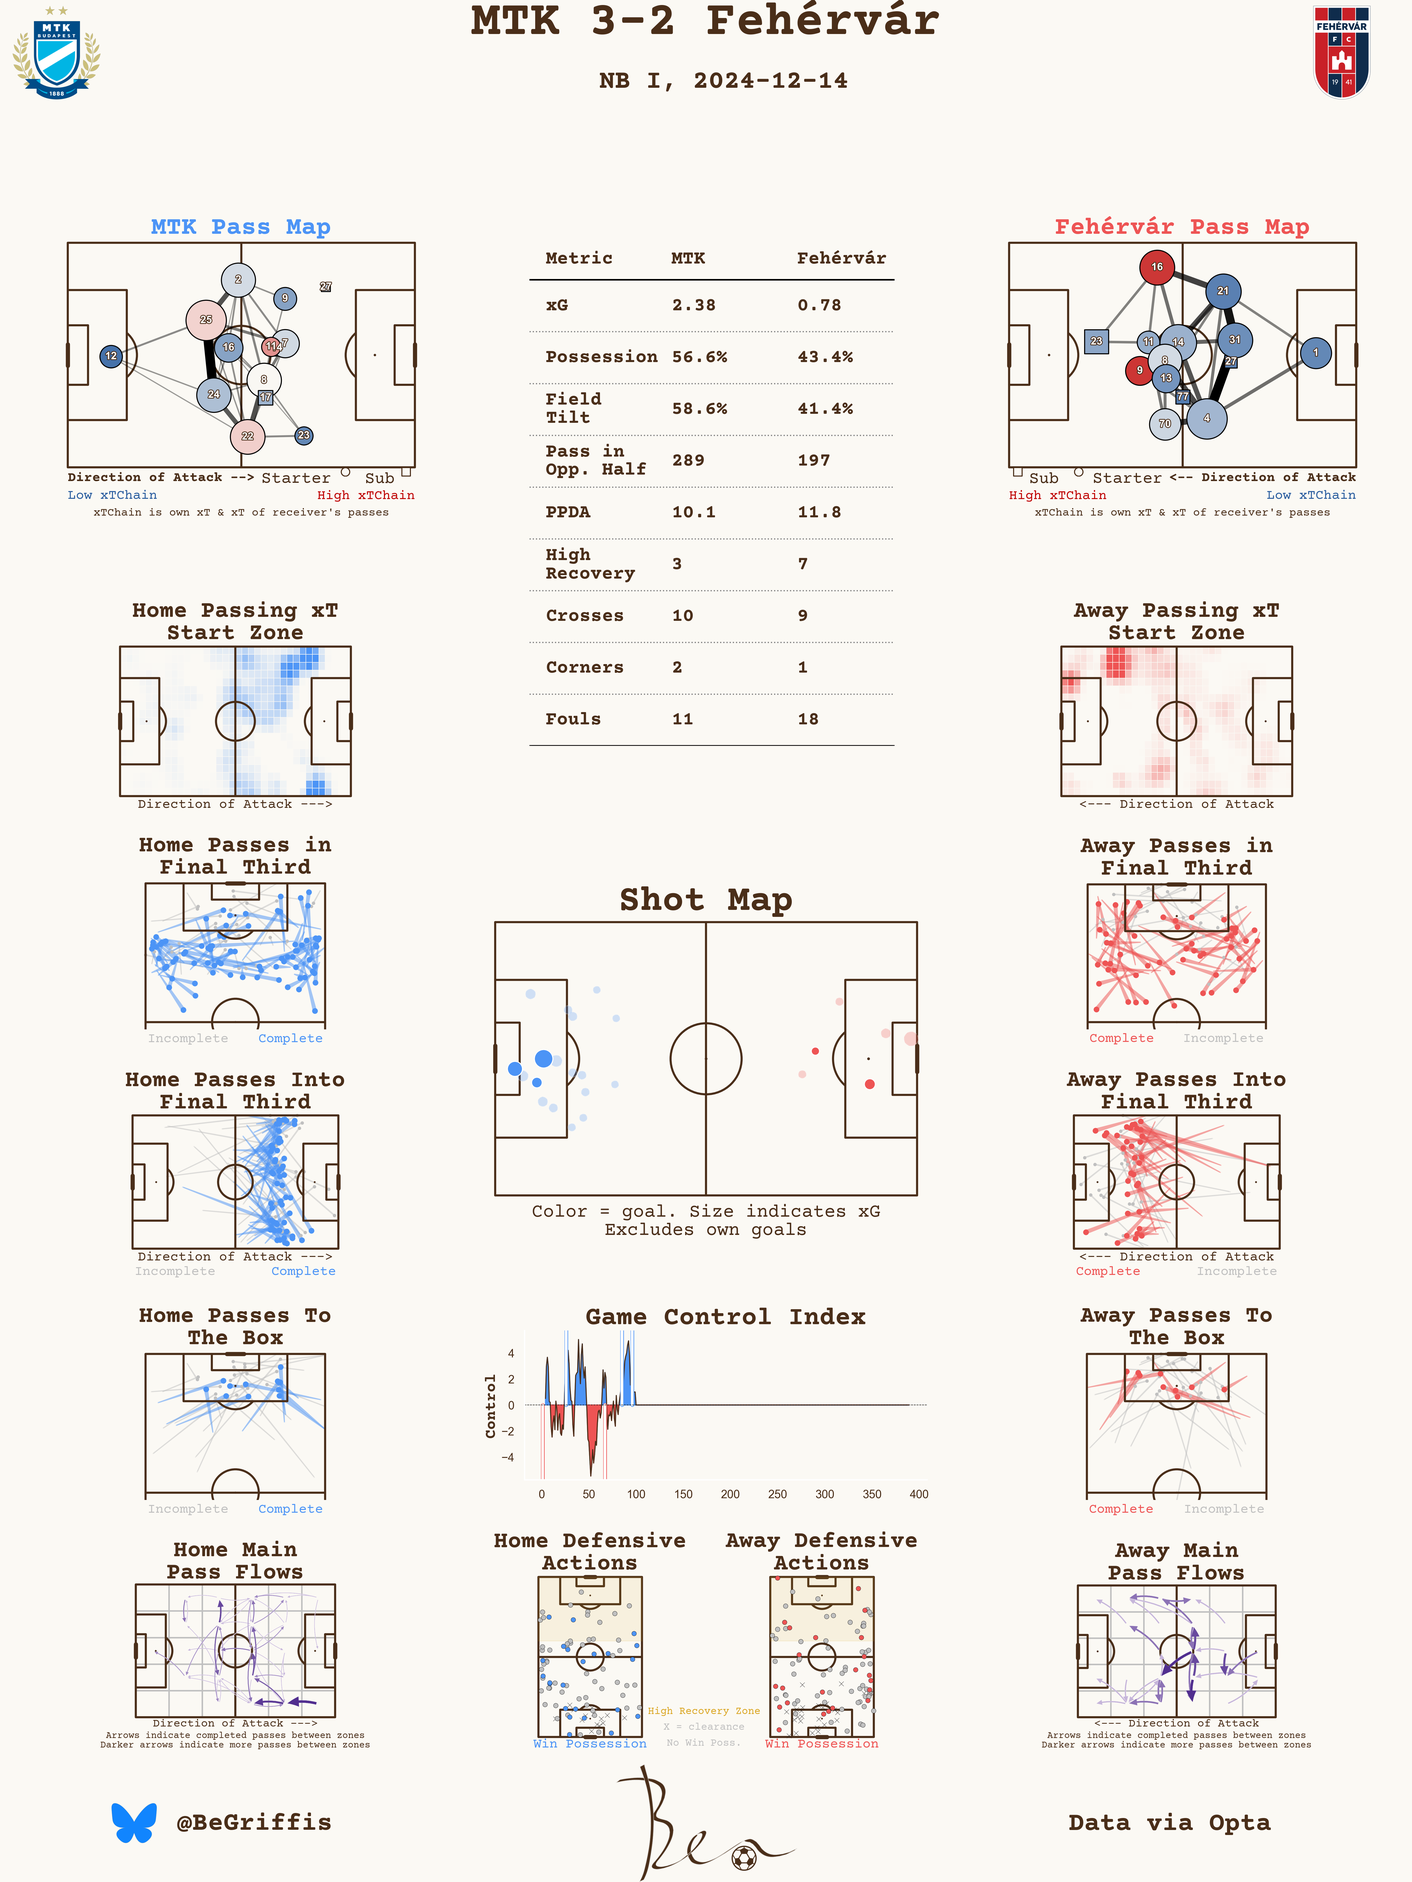 MTK 3-2 Fehérvár
NB I, 2024-12-14
MTK
BUDAPEST
1888
FEHÉRVÁR
F C
19 41
MTK Pass Map
2
9
27
25
16
11
14
7
12
8
24
17
22
23
Direction of Attack --> Starter Sub
Low xTChain High xTChain
xTChain is own xT & xT of receiver's passes
Metric MTK Fehérvár
xG 2.38 0.78
Possession 56.6% 43.4%
Field
Tilt 58.6% 41.4%
Pass in
Opp. Half 289 197
PPDA 10.1 11.8
High
Recovery 3 7
Crosses 10 9
Corners 2 1
Fouls 11 18
Fehérvár Pass Map
16
21
23
11
14
31
1
8
27
9
13
77
70
4
Sub Starter <-- Direction of Attack
High xTChain Low xTChain
xTChain is own xT & xT of receiver's passes
Home Passing xT
Start Zone
Direction of Attack --->
Away Passing xT
Start Zone
<--- Direction of Attack
Home Passes in
Final Third
Incomplete Complete
Away Passes in
Final Third
Complete Incomplete
Shot Map
Color = goal. Size indicates xG
Excludes own goals
Home Passes Into
Final Third
Direction of Attack --->
Incomplete Complete
Away Passes Into
Final Third
<--- Direction of Attack
Complete Incomplete
Home Passes To
The Box
Incomplete Complete
Game Control Index
Control
4
2
0
−2
−4
0 50 100 150 200 250 300 350 400
Away Passes To
The Box
Complete Incomplete
Home Main
Pass Flows
Direction of Attack --->
Arrows indicate completed passes between zones
Darker arrows indicate more passes between zones
Home Defensive
Actions
Win Possession
High Recovery Zone
X = clearance
No Win Poss.
Away Defensive
Actions
Win Possession
Away Main
Pass Flows
<--- Direction of Attack
Arrows indicate completed passes between zones
Darker arrows indicate more passes between zones
@BeGriffis
Ben
Data via Opta